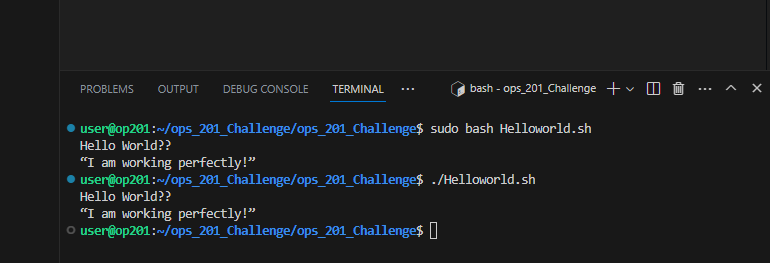 PROBLEMS OUTPUT DEBUG CONSOLE TERMINAL ··· bash - ops_201_Challenge
user@op201:~/ops_201_Challenge/ops_201_Challenge$ sudo bash Helloworld.sh
Hello World??
“I am working perfectly!”
user@op201:~/ops_201_Challenge/ops_201_Challenge$ ./Helloworld.sh
Hello World??
“I am working perfectly!”
user@op201:~/ops_201_Challenge/ops_201_Challenge$